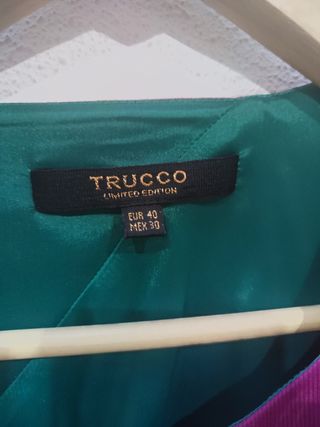 TRUCCO
LIMITED EDITION
EUR 40
MEX 30